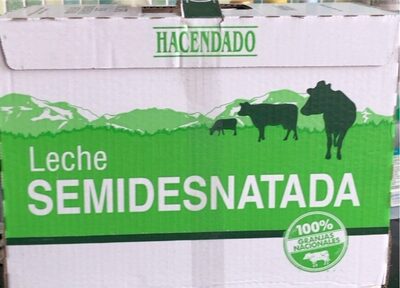 HACENDADO
Leche
SEMIDESNATADA
100%
GRANJAS
NACIONALES